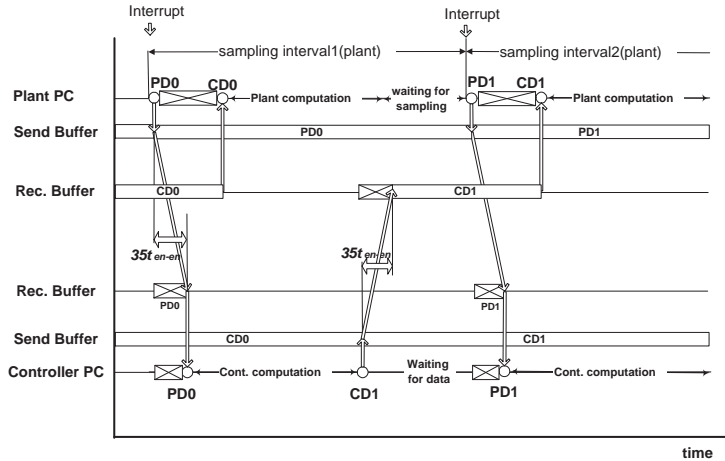 Interrupt
Interrupt
sampling interval1(plant)
sampling interval2(plant)
PD0
CD0
PD1
CD1
Plant PC
Plant computation
waiting for
sampling
Plant computation
Send Buffer
PD0
PD1
Rec. Buffer
CD0
CD1
35t en-en
35t en-en
Rec. Buffer
PD0
PD1
Send Buffer
CD0
CD1
Controller PC
Cont. computation
Waiting
for data
Cont. computation
PD0
CD1
PD1
time